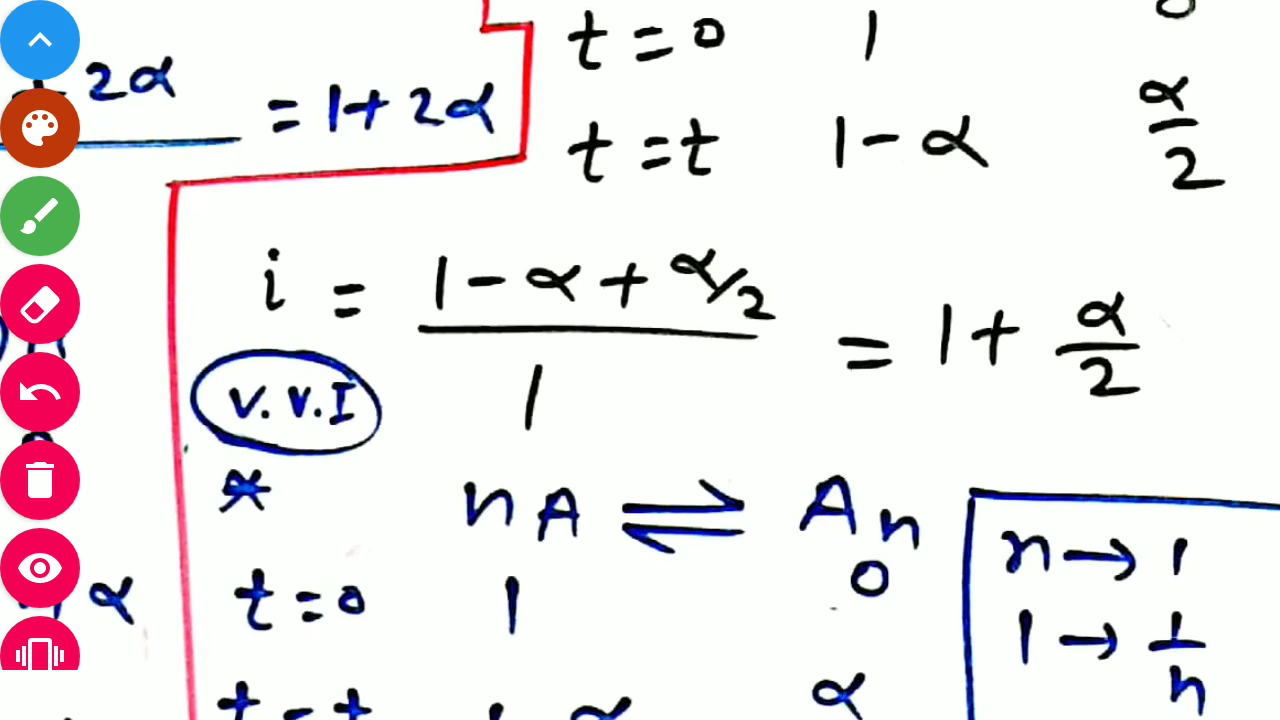 2α = 1 + 2α
t = 0 1
t = t 1 - α α/2
i = (1 - α + α/2)/1 = 1 + α/2
V.V.I
* nA ⇌ An
n → 1
t = 0 1 0
1 → 1/n
α
t = t α